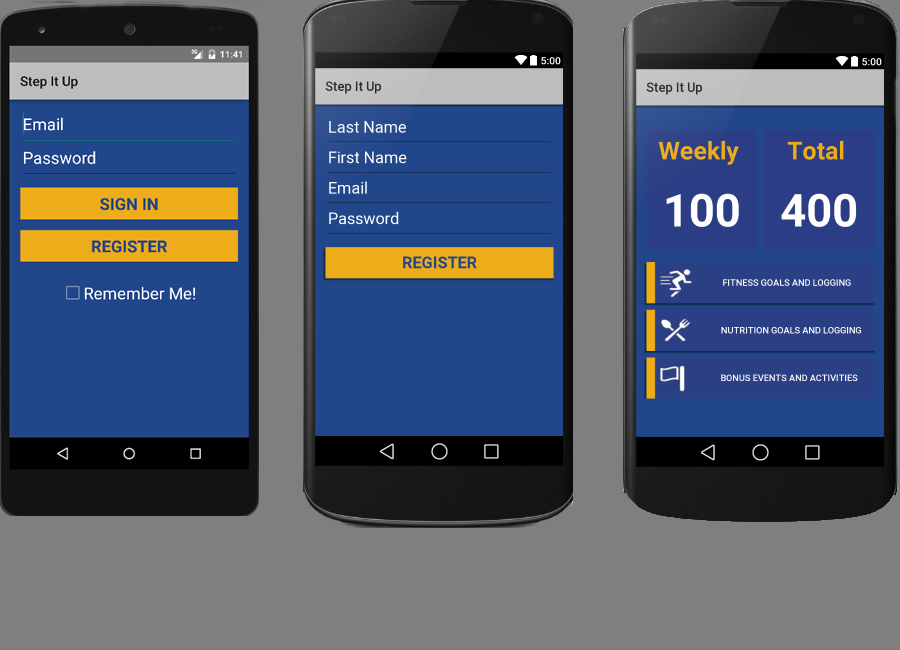 11:41
Step It Up
Email
Password
SIGN IN
REGISTER
Remember Me!
5:00
Step It Up
Last Name
First Name
Email
Password
REGISTER
5:00
Step It Up
Weekly Total
100 400
FITNESS GOALS AND LOGGING
NUTRITION GOALS AND LOGGING
BONUS EVENTS AND ACTIVITIES